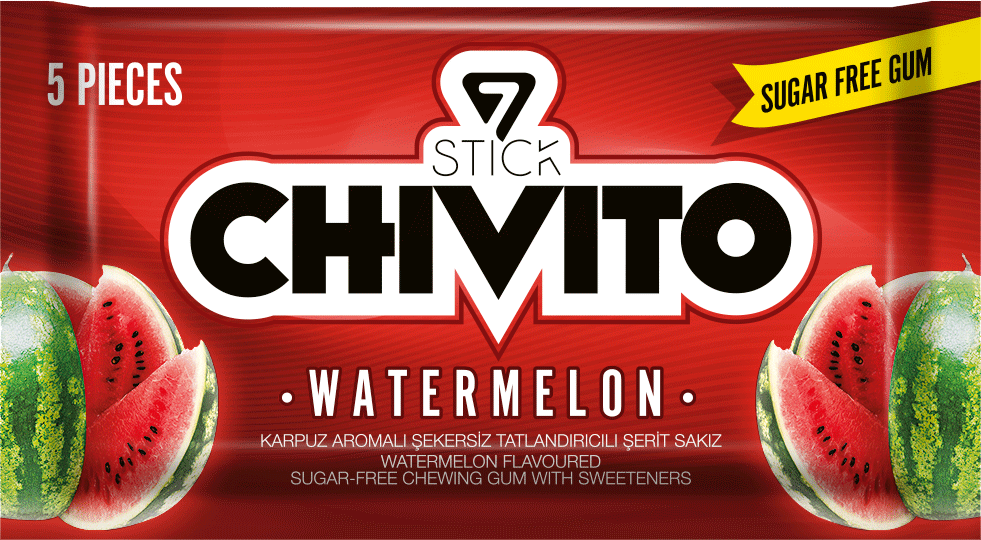 5 PIECES
SUGAR FREE GUM
7
STICK
CHIVITO
· WATERMELON ·
KARPUZ AROMALI ŞEKERSİZ TATLANDIRICILI ŞERİT SAKIZ
WATERMELON FLAVOURED
SUGAR-FREE CHEWING GUM WITH SWEETENERS